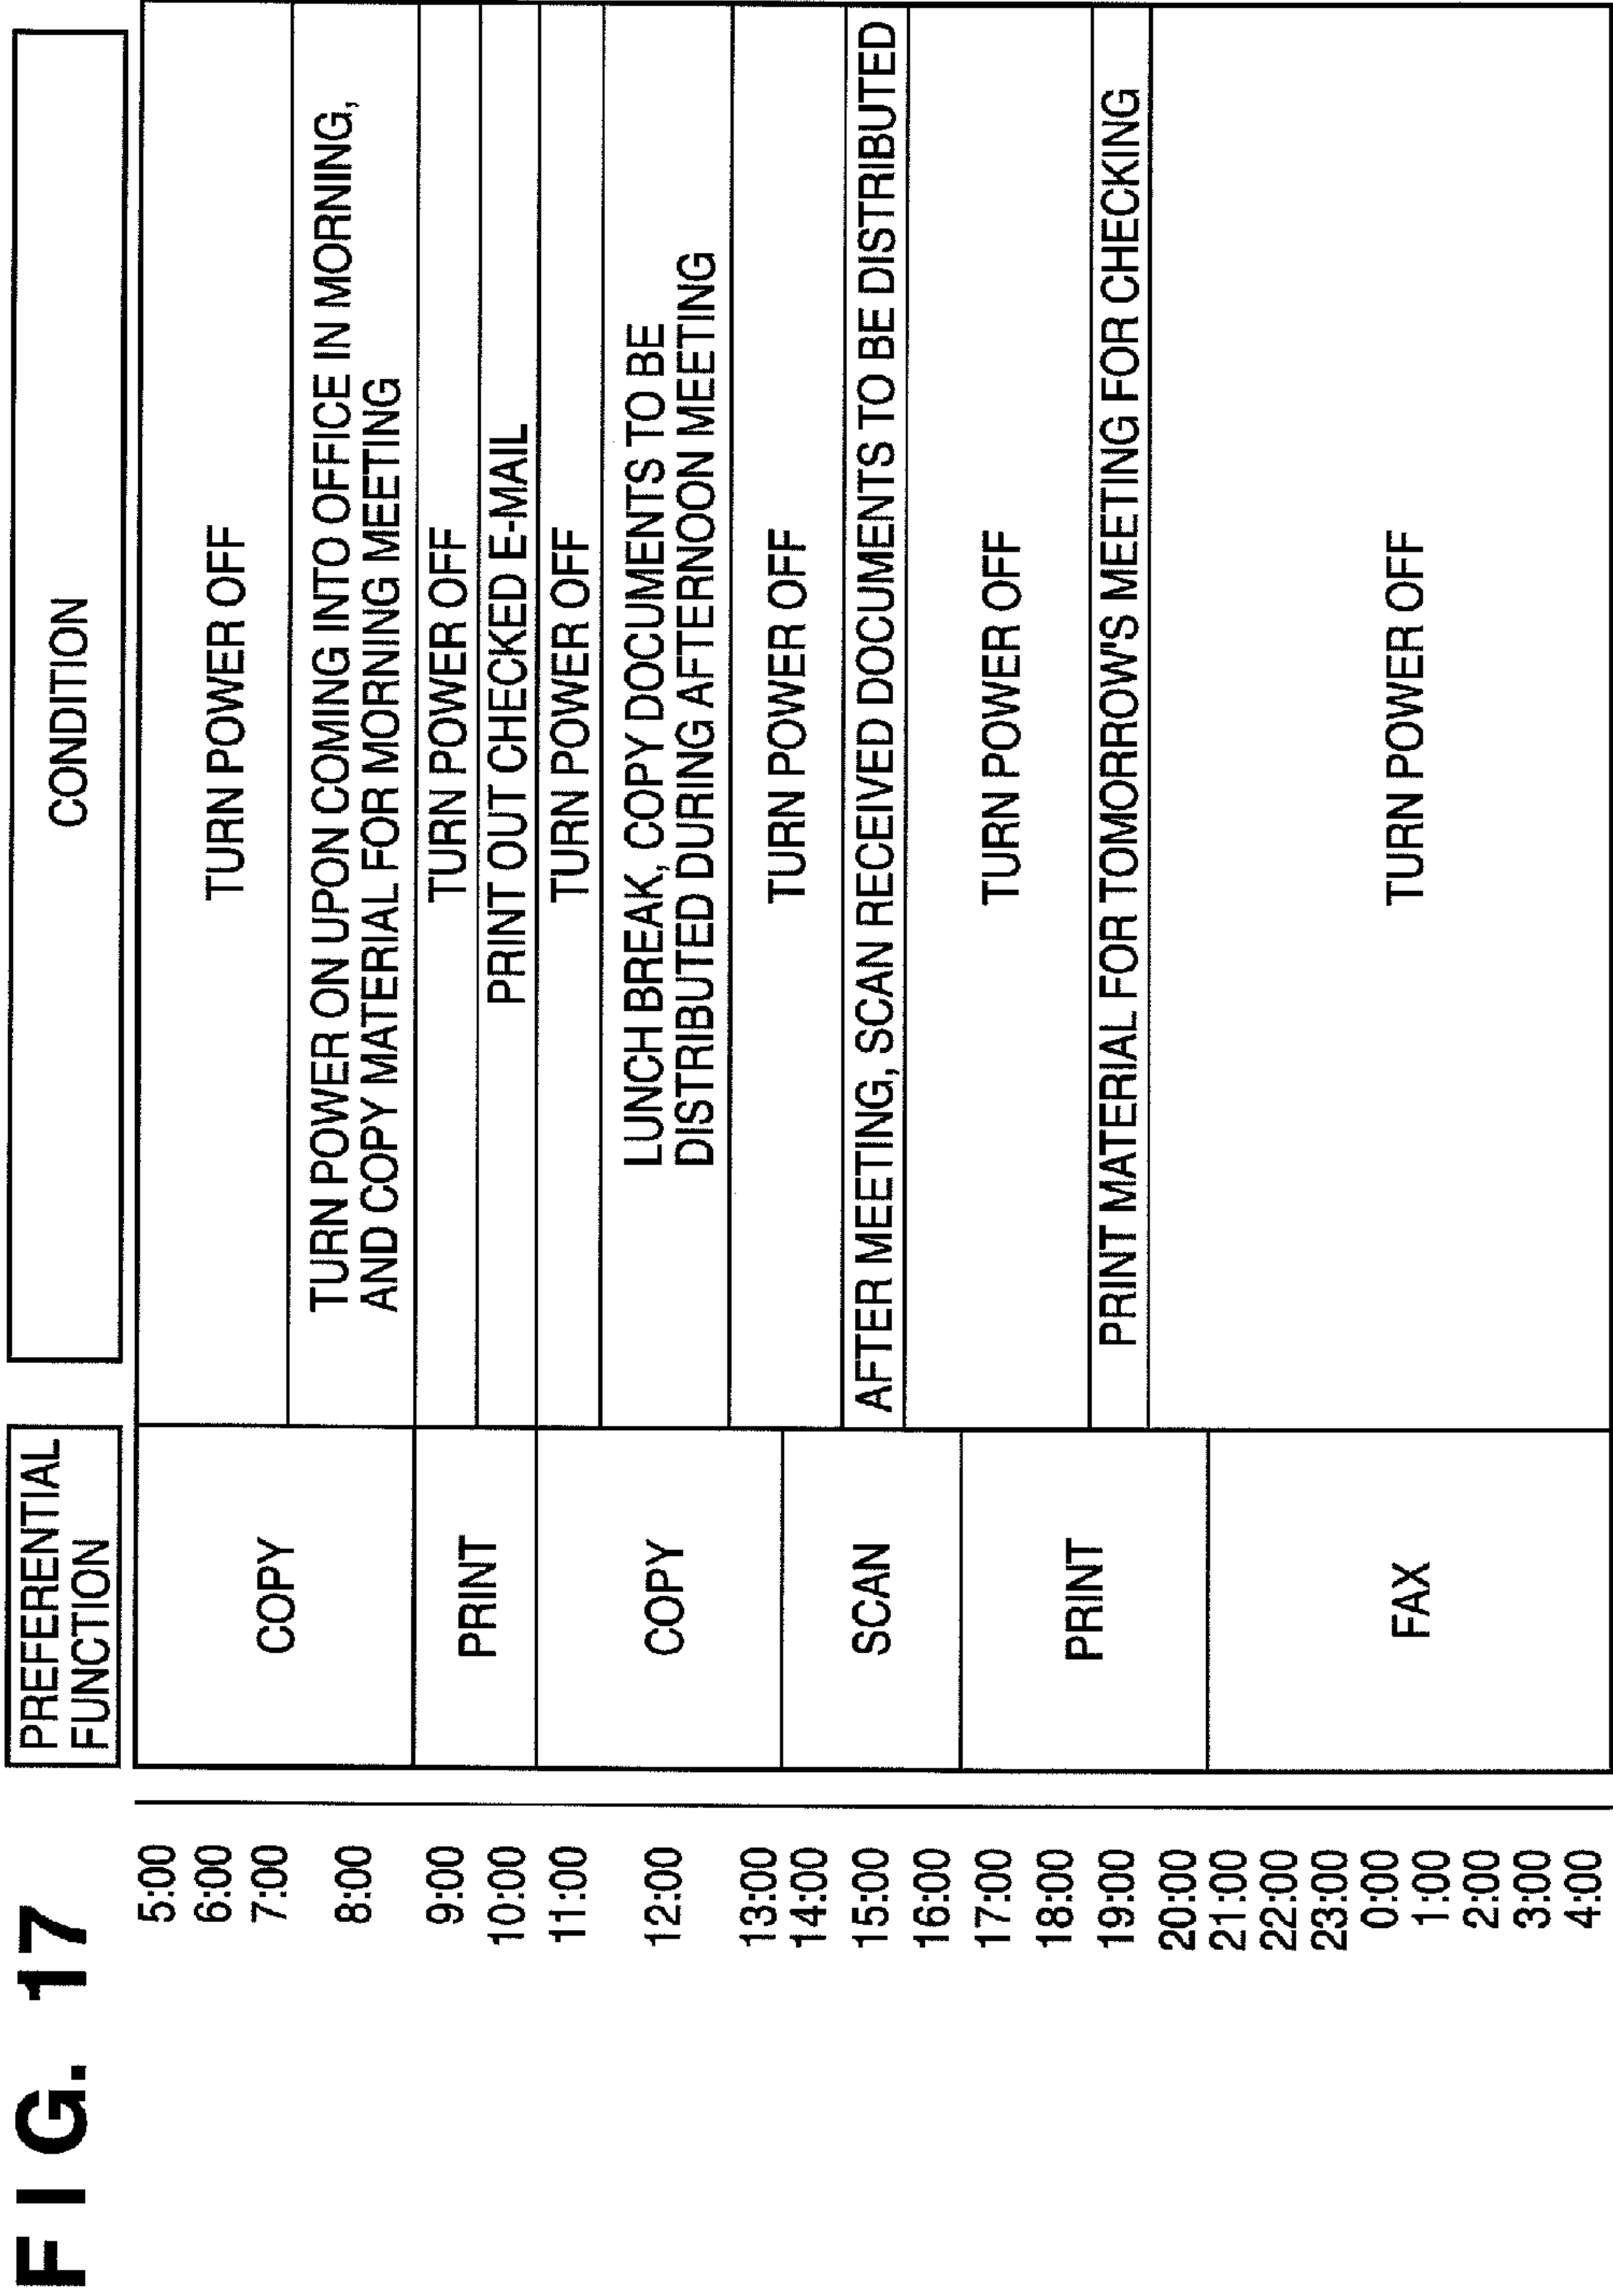 FIG. 17
PREFERENTIAL
FUNCTION
CONDITION
5:00
6:00
7:00
8:00
9:00
10:00
11:00
12:00
13:00
14:00
15:00
16:00
17:00
18:00
19:00
20:00
21:00
22:00
23:00
0:00
1:00
2:00
3:00
4:00
COPY
PRINT
COPY
SCAN
PRINT
FAX
TURN POWER OFF
TURN POWER ON UPON COMING INTO OFFICE IN MORNING,
AND COPY MATERIAL FOR MORNING MEETING
TURN POWER OFF
PRINT OUT CHECKED E-MAIL
TURN POWER OFF
LUNCH BREAK, COPY DOCUMENTS TO BE
DISTRIBUTED DURING AFTERNOON MEETING
TURN POWER OFF
AFTER MEETING, SCAN RECEIVED DOCUMENTS TO BE DISTRIBUTED
TURN POWER OFF
PRINT MATERIAL FOR TOMORROW'S MEETING FOR CHECKING
TURN POWER OFF